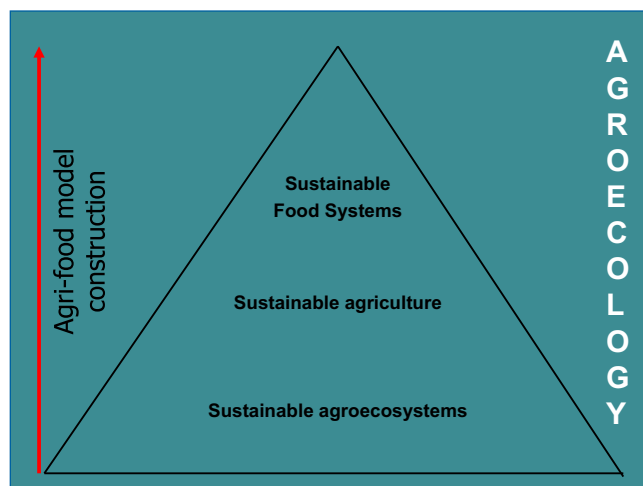 Agri-food model
construction
Sustainable
Food Systems
Sustainable agriculture
Sustainable agroecosystems
A
G
R
O
E
C
O
L
O
G
Y